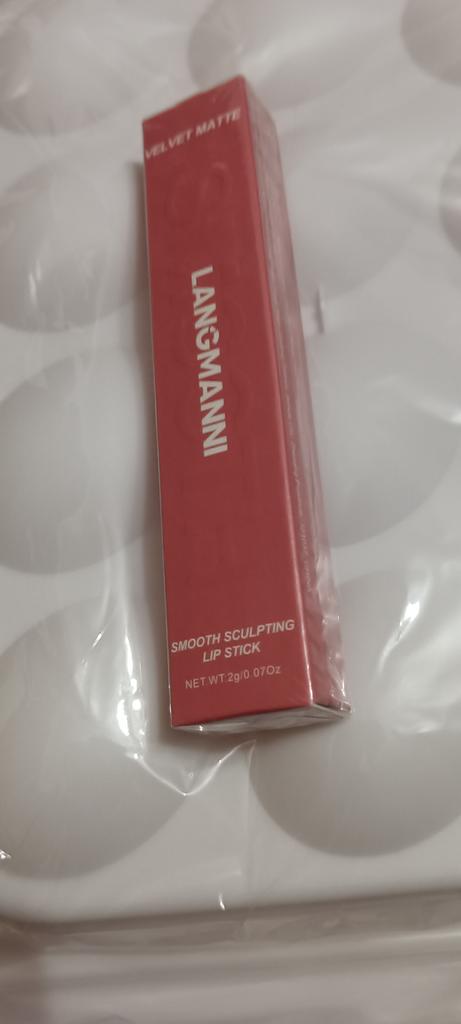 VELVET MATTE
LANGMANNI
SMOOTH SCULPTING
LIP STICK
NET WT.2g/0.07Oz